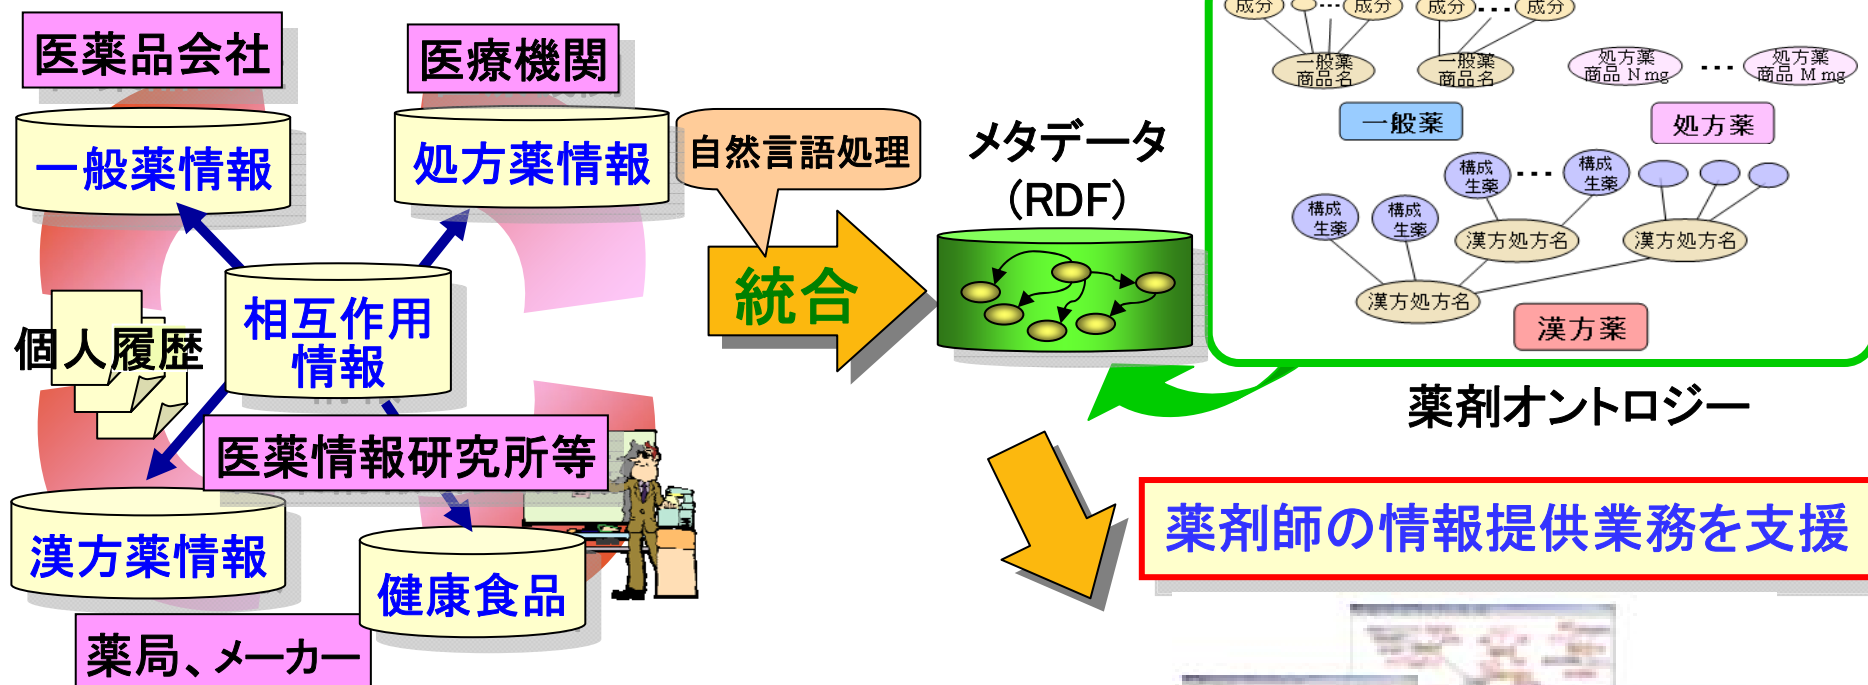 医薬品会社
一般薬情報
医療機関
処方薬情報
相互作用
情報
個人履歴
医薬情報研究所等
漢方薬情報
健康食品
薬局、メーカー
自然言語処理
統合
メタデータ
(RDF)
成分 ・・・ 成分
成分 ・・・ 成分
一般薬
商品名
一般薬
商品名
処方薬
商品 N mg
・・・
処方薬
商品 M mg
一般薬
処方薬
構成
生薬
・・・
構成
生薬
構成
生薬
構成
生薬
漢方処方名
漢方処方名
漢方処方名
漢方薬
薬剤オントロジー
薬剤師の情報提供業務を支援